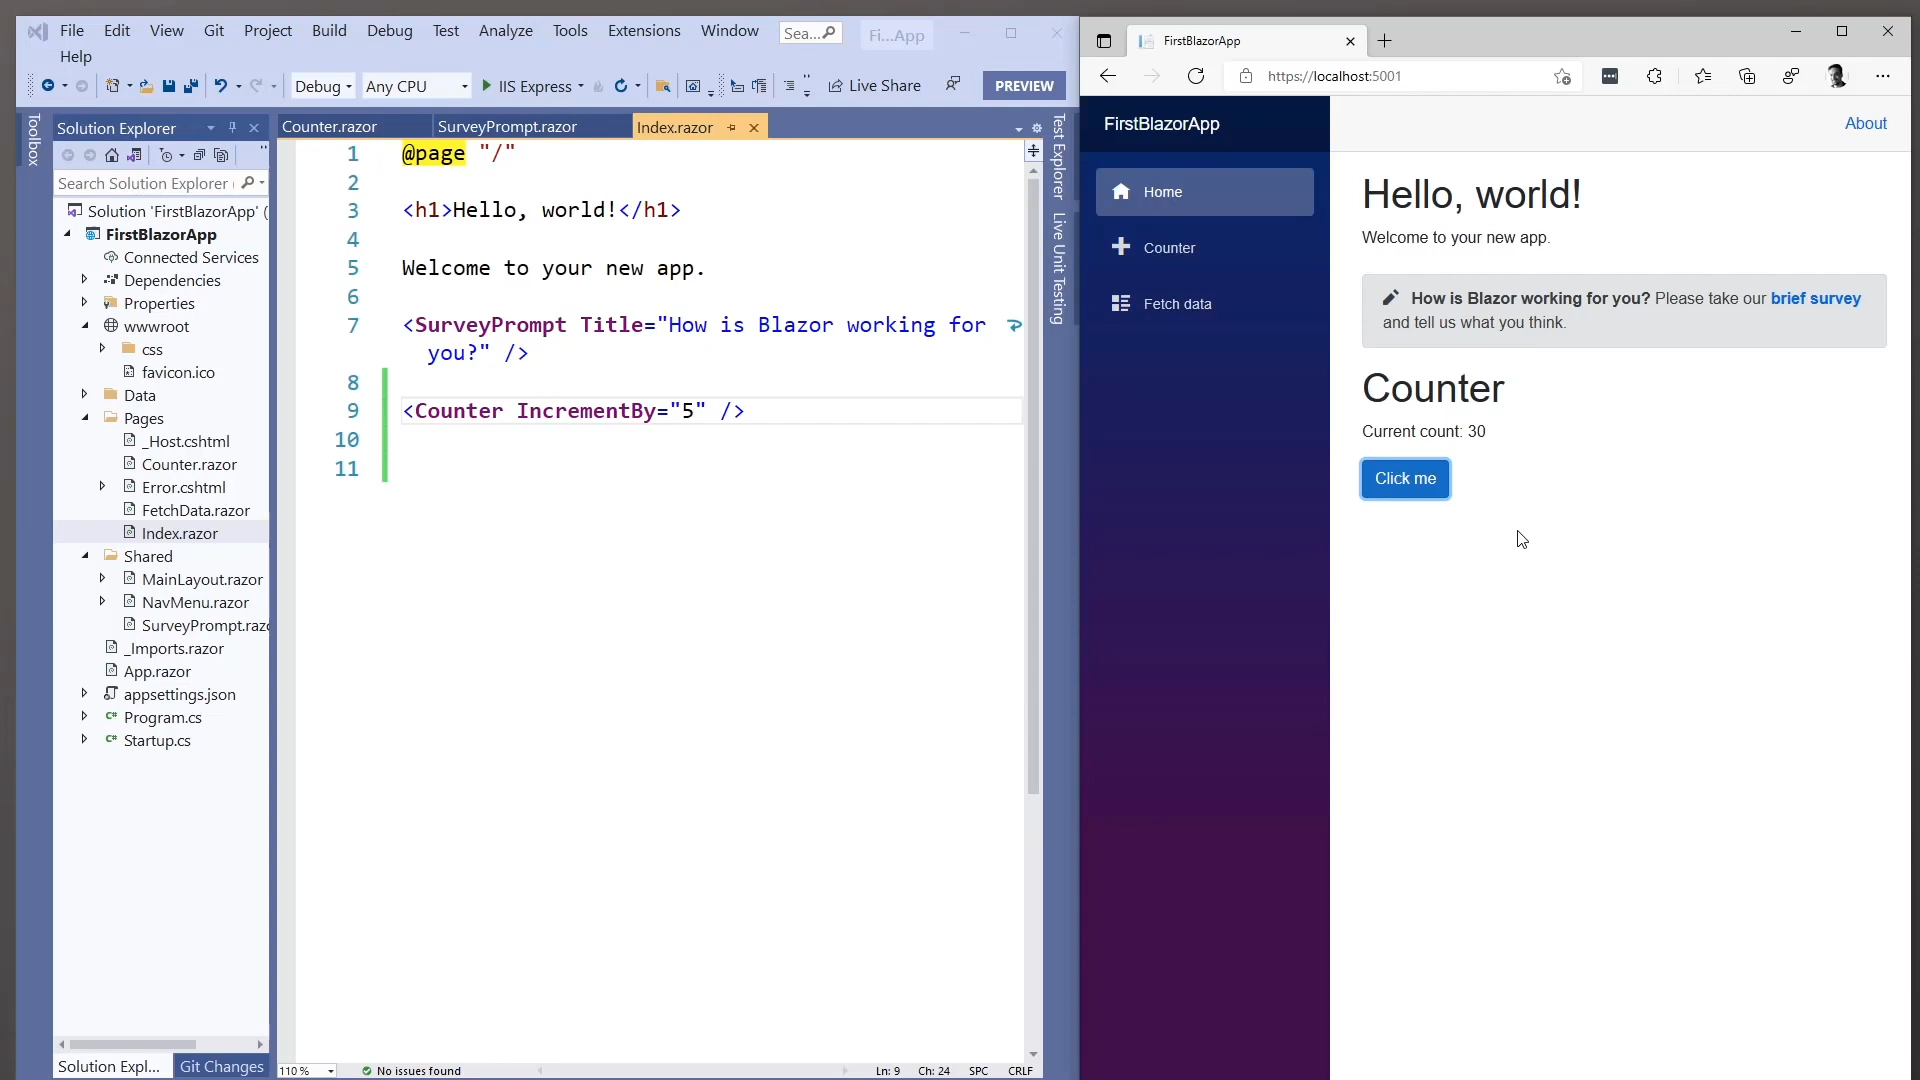 File Edit View Git Project Build Debug Test Analyze Tools Extensions Window Sea... Fi...App
Help
Debug Any CPU IIS Express Live Share PREVIEW
Toolbox
Solution Explorer
Search Solution Explorer (
Solution 'FirstBlazorApp' (
FirstBlazorApp
Connected Services
Dependencies
Properties
wwwroot
css
favicon.ico
Data
Pages
_Host.cshtml
Counter.razor
Error.cshtml
FetchData.razor
Index.razor
Shared
MainLayout.razor
NavMenu.razor
SurveyPrompt.razo
_Imports.razor
App.razor
appsettings.json
C# Program.cs
C# Startup.cs
Solution Expl... Git Changes
Counter.razor SurveyPrompt.razor Index.razor
1 @page "/"
2
3 <h1>Hello, world!</h1>
4
5 Welcome to your new app.
6
7 <SurveyPrompt Title="How is Blazor working for
you?" />
8
9 <Counter IncrementBy="5" />
10
11
110 % No issues found Ln: 9 Ch: 24 SPC CRLF
Test Explorer
Live Unit Testing
FirstBlazorApp
https://localhost:5001
FirstBlazorApp
About
Home
Counter
Fetch data
Hello, world!
Welcome to your new app.
How is Blazor working for you? Please take our brief survey
and tell us what you think.
Counter
Current count: 30
Click me